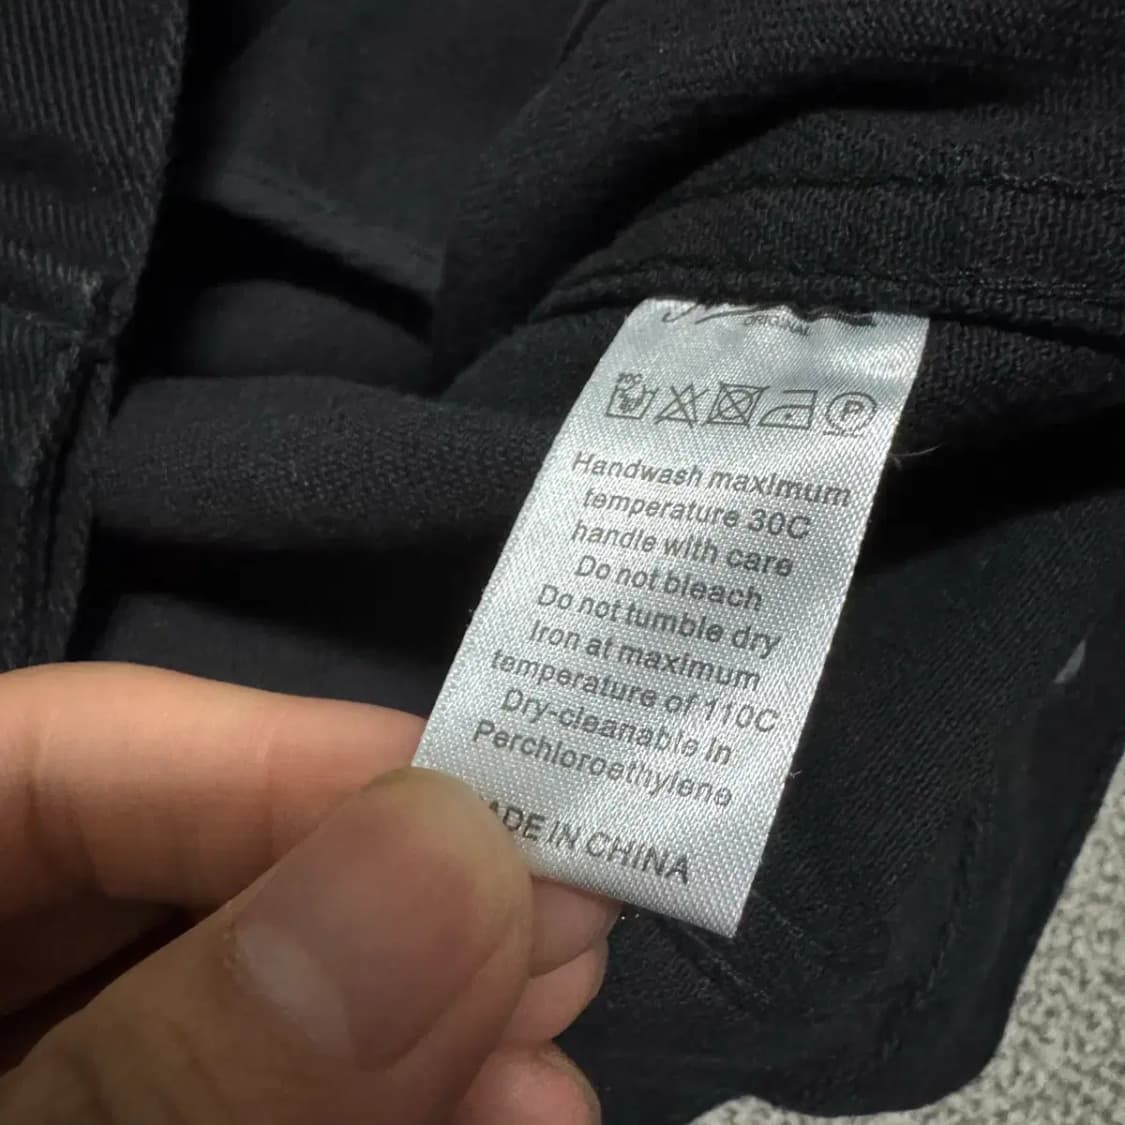 ORIGINAL
Handwash maximum
temperature 30C
handle with care
Do not bleach
Do not tumble dry
Iron at maximum
temperature of 110C
Dry-cleanable in
Perchloroethylene
ADE IN CHINA